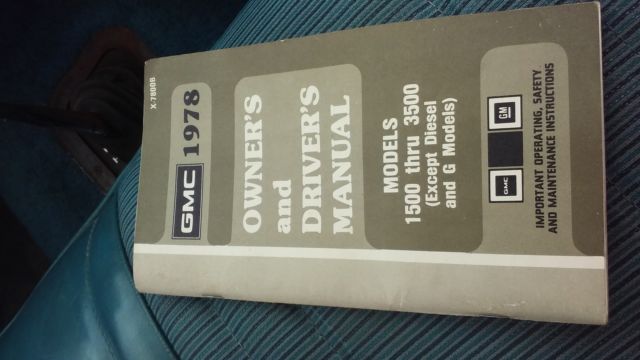 X-7800B
GMC 1978
OWNER'S
and
DRIVER'S
MANUAL
MODELS
1500 thru 3500
(Except Diesel
and G Models)
GMC GM
IMPORTANT OPERATING, SAFETY
AND MAINTENANCE INSTRUCTIONS